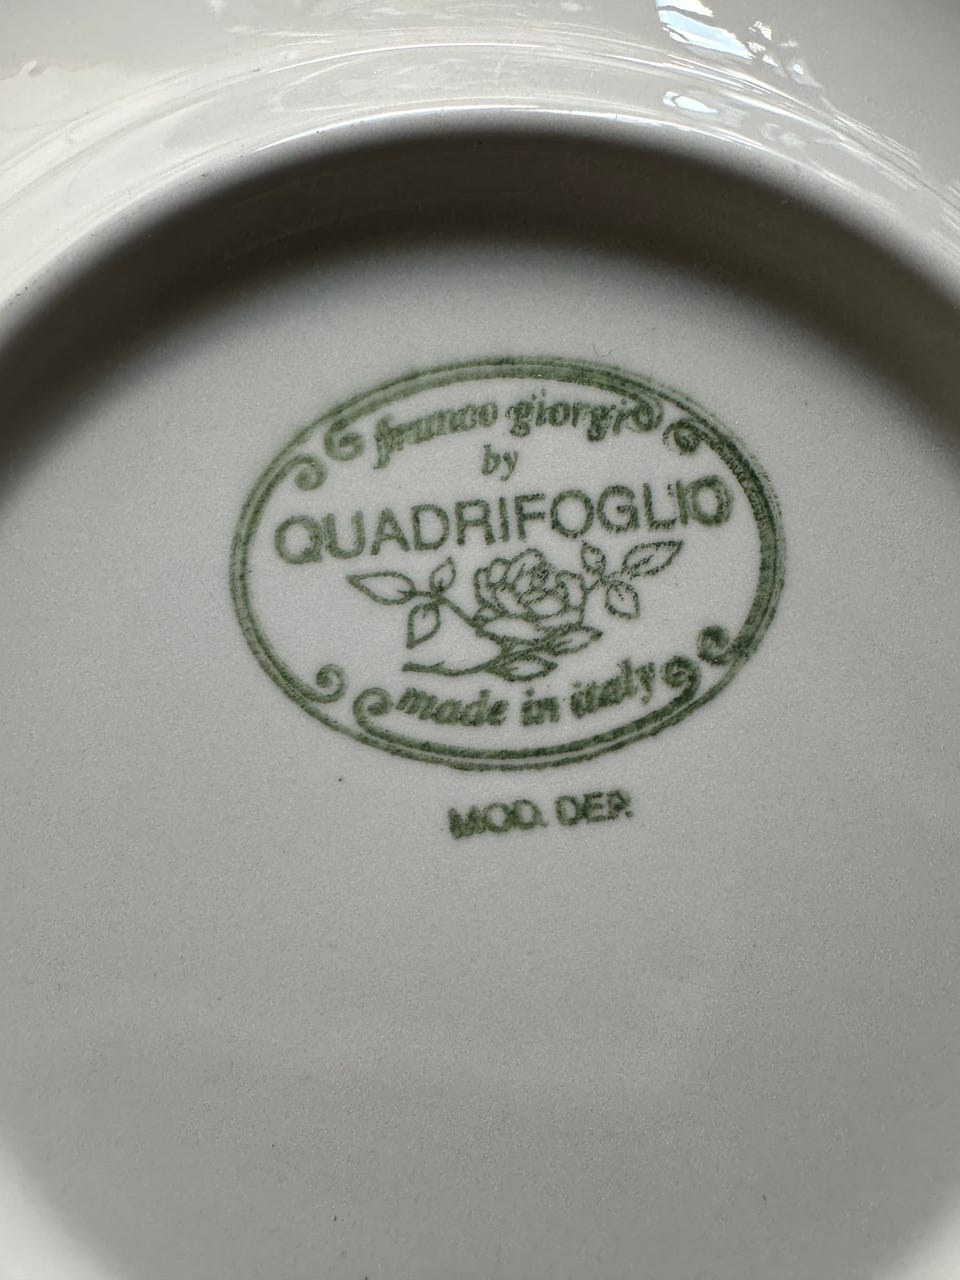 franco giorgi
by
QUADRIFOGLIO
made in italy
MOD. DEP.